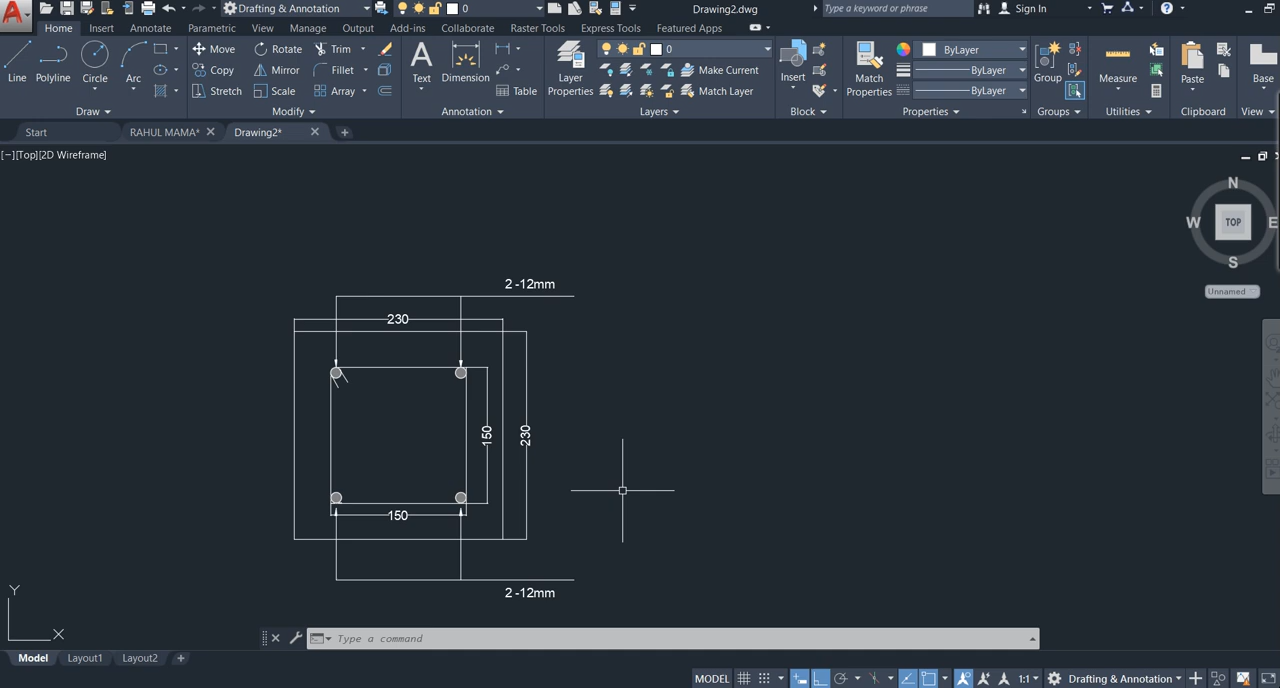 Drafting & Annotation 0 Drawing2.dwg Type a keyword or phrase Sign In
Home Insert Annotate Parametric View Manage Output Add-ins Collaborate Raster Tools Express Tools Featured Apps
Line Polyline Circle Arc
Move Rotate Trim
Copy Mirror Fillet
Stretch Scale Array
Text Dimension Table
Layer Properties
0
Make Current
Match Layer
Insert
Match Properties
ByLayer
ByLayer
ByLayer
Group
Measure
Paste
Base
Draw Modify Annotation Layers Block Properties Groups Utilities Clipboard View
Start RAHUL MAMA* Drawing2*
[−][Top][2D Wireframe]
N
W TOP E
S
Unnamed
2 -12mm
230
150
230
150
2 -12mm
Y
X
Type a command
Model Layout1 Layout2
MODEL 1:1 Drafting & Annotation